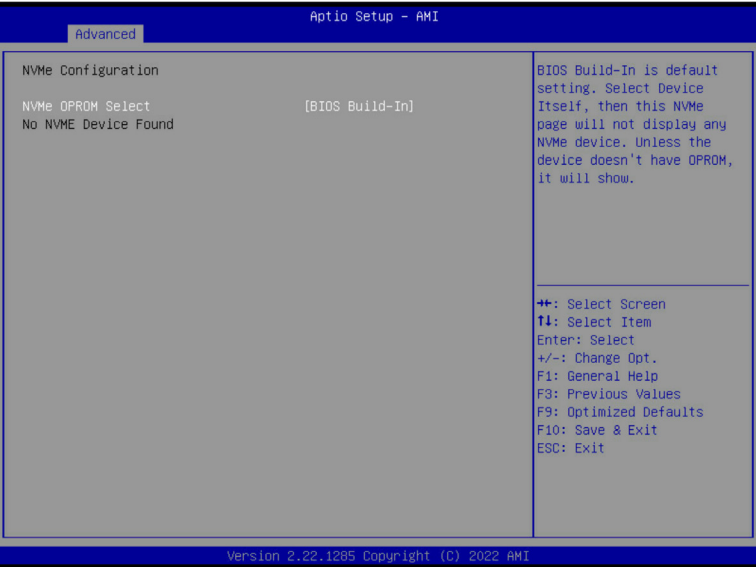 Aptio Setup – AMI
Advanced
NVMe Configuration
NVMe OPROM Select [BIOS Build-In]
No NVME Device Found
BIOS Build-In is default
setting. Select Device
Itself, then this NVMe
page will not display any
NVMe device. Unless the
device doesn't have OPROM,
it will show.
→←: Select Screen
↑↓: Select Item
Enter: Select
+/-: Change Opt.
F1: General Help
F3: Previous Values
F9: Optimized Defaults
F10: Save & Exit
ESC: Exit
Version 2.22.1285 Copyright (C) 2022 AMI